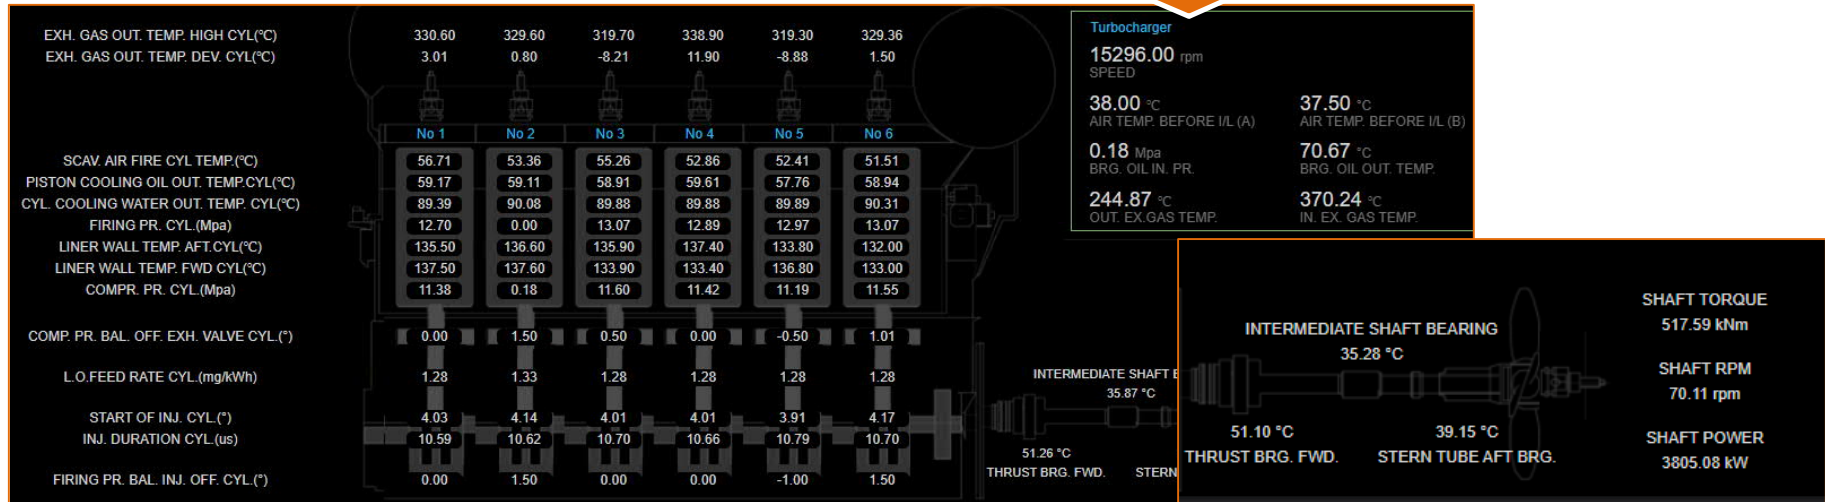 EXH. GAS OUT. TEMP. HIGH CYL(℃) 330.60 329.60 319.70 338.90 319.30 329.36
EXH. GAS OUT. TEMP. DEV. CYL(℃) 3.01 0.80 -8.21 11.90 -8.88 1.50
No 1 No 2 No 3 No 4 No 5 No 6
SCAV. AIR FIRE CYL TEMP.(℃) 56.71 53.36 55.26 52.86 52.41 51.51
PISTON COOLING OIL OUT. TEMP.CYL(℃) 59.17 59.11 58.91 59.61 57.76 58.94
CYL. COOLING WATER OUT. TEMP. CYL(℃) 89.39 90.08 89.88 89.88 89.89 90.31
FIRING PR. CYL.(Mpa) 12.70 0.00 13.07 12.89 12.97 13.07
LINER WALL TEMP. AFT.CYL(℃) 135.50 136.60 135.90 137.40 133.80 132.00
LINER WALL TEMP. FWD CYL(℃) 137.50 137.60 133.90 133.40 136.80 133.00
COMPR. PR. CYL.(Mpa) 11.38 0.18 11.60 11.42 11.19 11.55
COMP. PR. BAL. OFF. EXH. VALVE CYL.(°) 0.00 1.50 0.50 0.00 -0.50 1.01
L.O.FEED RATE CYL.(mg/kWh) 1.28 1.33 1.28 1.28 1.28 1.28
START OF INJ. CYL.(°) 4.03 4.14 4.01 4.01 3.91 4.17
INJ. DURATION CYL.(us) 10.59 10.62 10.70 10.66 10.79 10.70
FIRING PR. BAL. INJ. OFF. CYL.(°) 0.00 1.50 0.00 0.00 -1.00 1.50
Turbocharger
15296.00 rpm
SPEED
38.00 ℃ 37.50 ℃
AIR TEMP. BEFORE I/L (A) AIR TEMP. BEFORE I/L (B)
0.18 Mpa 70.67 ℃
BRG. OIL IN. PR. BRG. OIL OUT. TEMP.
244.87 ℃ 370.24 ℃
OUT. EX.GAS TEMP. IN. EX. GAS TEMP.
INTERMEDIATE SHAFT B
35.87 °C
51.26 °C
THRUST BRG. FWD. STERN
INTERMEDIATE SHAFT BEARING
35.28 °C
51.10 °C 39.15 °C
THRUST BRG. FWD. STERN TUBE AFT BRG.
SHAFT TORQUE
517.59 kNm
SHAFT RPM
70.11 rpm
SHAFT POWER
3805.08 kW